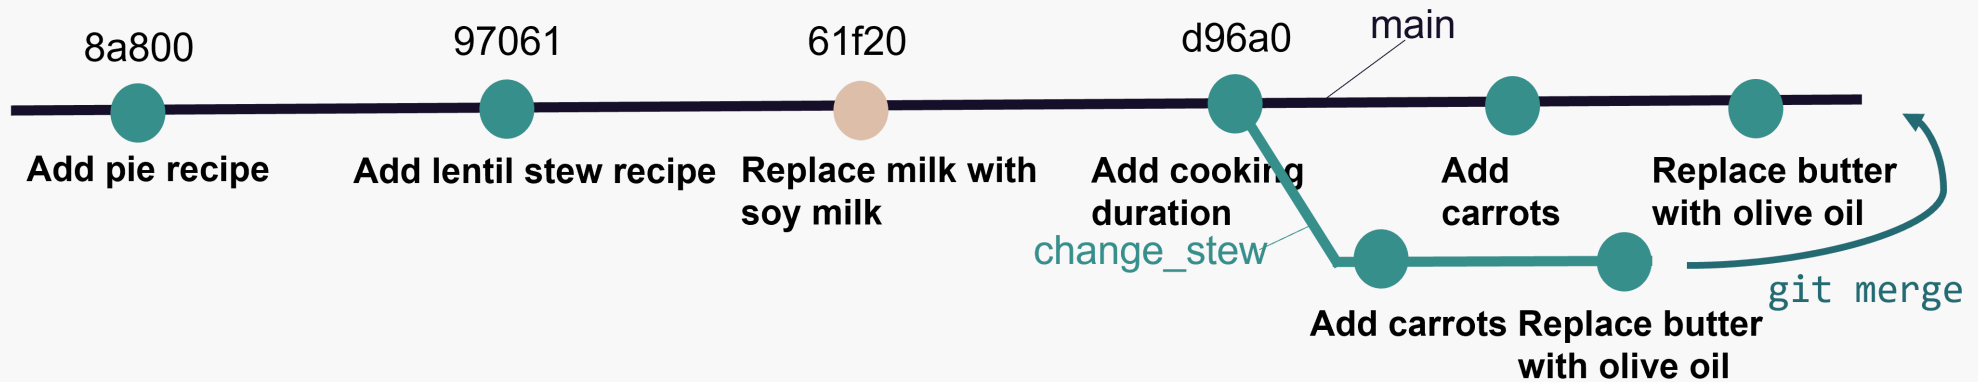 8a800
97061
61f20
d96a0
main
Add pie recipe
Add lentil stew recipe
Replace milk with
soy milk
Add cooking
duration
Add
carrots
Replace butter
with olive oil
change_stew
git merge
Add carrots
Replace butter
with olive oil